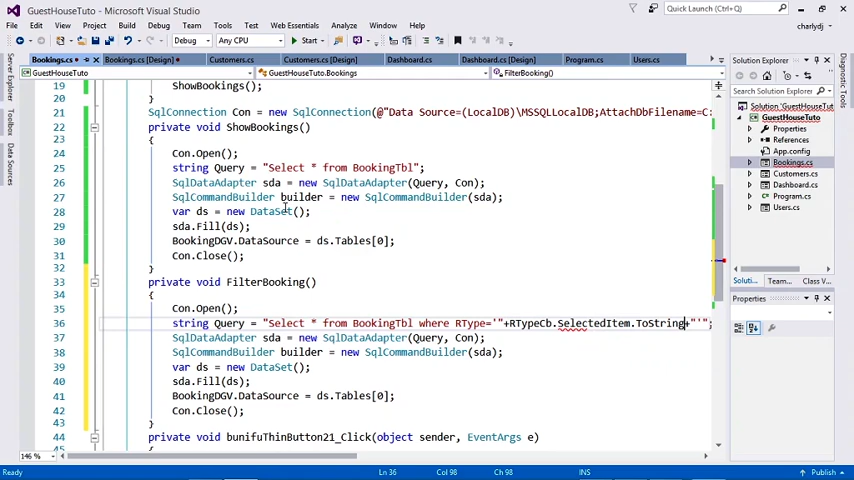 GuestHouseTuto - Microsoft Visual Studio
Quick Launch (Ctrl+Q)
File Edit View Project Build Debug Team Tools Test Web Essentials Analyze Window Help
charlydj
Debug Any CPU Start
Bookings.cs Bookings.cs [Design] Customers.cs Customers.cs [Design] Dashboard.cs Dashboard.cs [Design] Program.cs Users.cs
GuestHouseTuto GuestHouseTuto.Bookings FilterBooking()
19 ShowBookings();
20 }
21 SqlConnection Con = new SqlConnection(@"Data Source=(LocalDB)\MSSQLLocalDB;AttachDbFilename=C:
22 private void ShowBookings()
23 {
24 Con.Open();
25 string Query = "Select * from BookingTbl";
26 SqlDataAdapter sda = new SqlDataAdapter(Query, Con);
27 SqlCommandBuilder builder = new SqlCommandBuilder(sda);
28 var ds = new DataSet();
29 sda.Fill(ds);
30 BookingDGV.DataSource = ds.Tables[0];
31 Con.Close();
32 }
33 private void FilterBooking()
34 {
35 Con.Open();
36 string Query = "Select * from BookingTbl where RType='"+RTypeCb.SelectedItem.ToString+"'";
37 SqlDataAdapter sda = new SqlDataAdapter(Query, Con);
38 SqlCommandBuilder builder = new SqlCommandBuilder(sda);
39 var ds = new DataSet();
40 sda.Fill(ds);
41 BookingDGV.DataSource = ds.Tables[0];
42 Con.Close();
43 }
44 private void bunifuThinButton21_Click(object sender, EventArgs e)
45
146 %
Server Explorer
Toolbox
Data Sources
Solution Explorer
Solution 'GuestHouseTut
GuestHouseTuto
Properties
References
App.config
Bookings.cs
Customers.cs
Dashboard.cs
Program.cs
Users.cs
Solution... Team... Class...
Properties
Diagnostic Tools
Ready Ln 36 Col 98 Ch 98 INS Publish